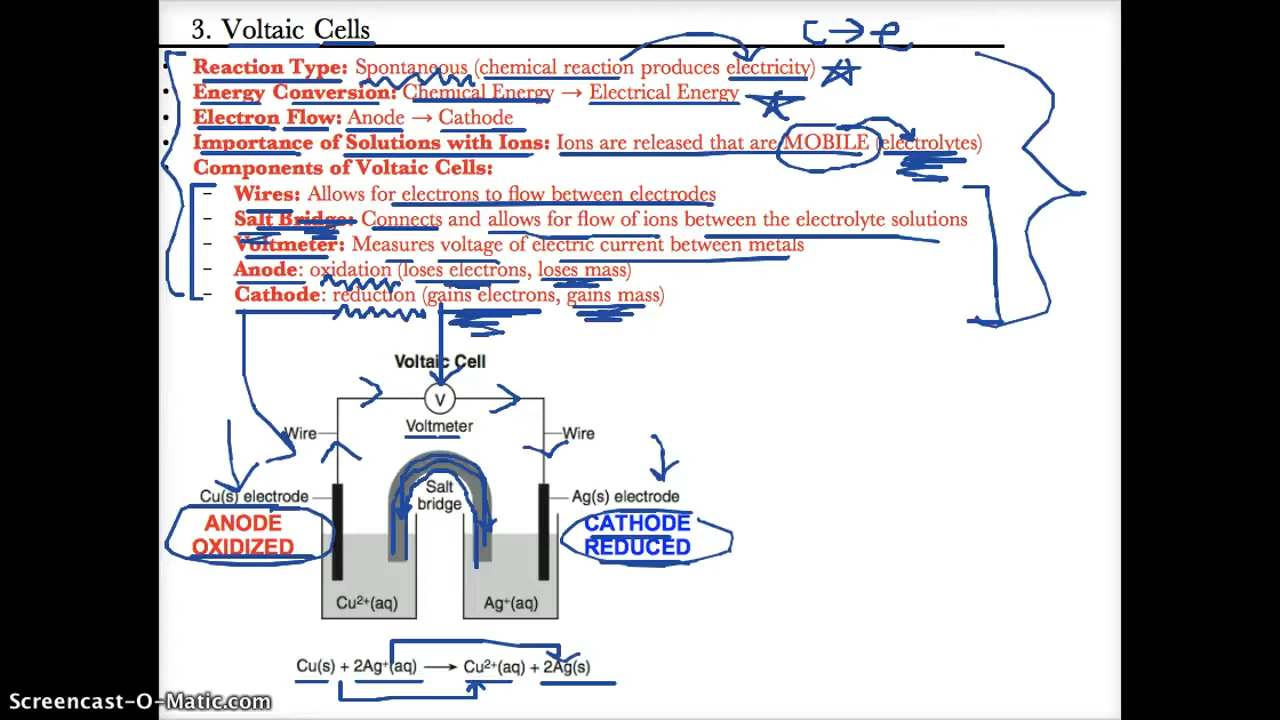 3. Voltaic Cells
C → e
Reaction Type: Spontaneous (chemical reaction produces electricity)
Energy Conversion: Chemical Energy → Electrical Energy
Electron Flow: Anode → Cathode
Importance of Solutions with Ions: Ions are released that are MOBILE (electrolytes)
Components of Voltaic Cells:
- Wires: Allows for electrons to flow between electrodes
- Salt Bridge: Connects and allows for flow of ions between the electrolyte solutions
- Voltmeter: Measures voltage of electric current between metals
- Anode: oxidation (loses electrons, loses mass)
- Cathode: reduction (gains electrons, gains mass)
Voltaic Cell
V
Voltmeter
Wire
Wire
Salt
bridge
Cu(s) electrode
Ag(s) electrode
ANODE
OXIDIZED
CATHODE
REDUCED
Cu²⁺(aq)
Ag⁺(aq)
Cu(s) + 2Ag⁺(aq) → Cu²⁺(aq) + 2Ag(s)
Screencast-O-Matic.com